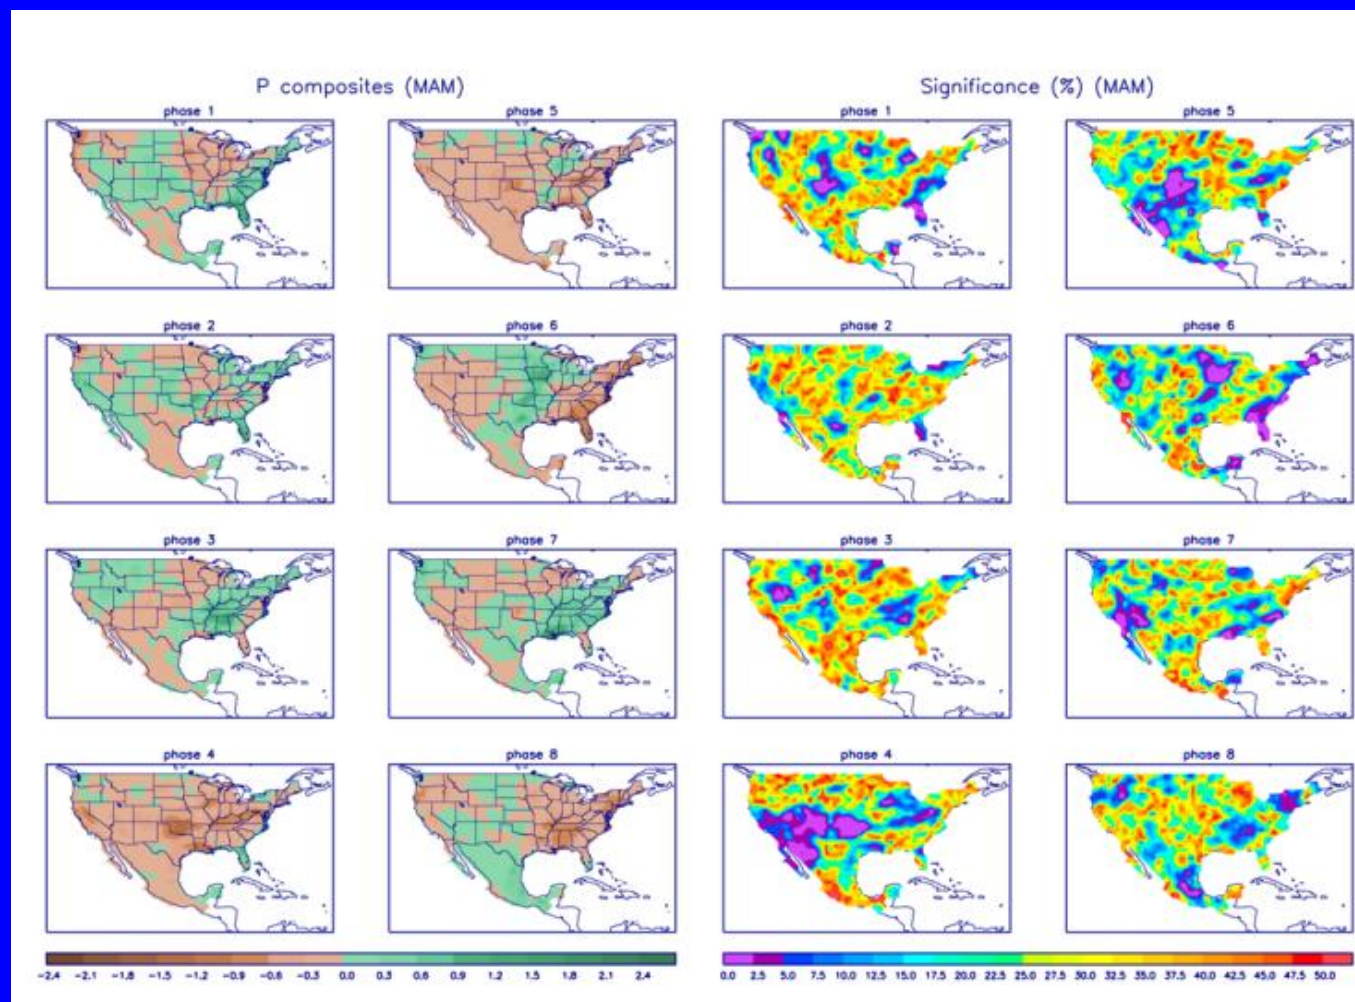 P composites (MAM) Significance (%) (MAM)
phase 1 phase 5 phase 1 phase 5
phase 2 phase 6 phase 2 phase 6
phase 3 phase 7 phase 3 phase 7
phase 4 phase 8 phase 4 phase 8
-2.4 -2.1 -1.8 -1.5 -1.2 -0.9 -0.6 -0.3 0.0 0.3 0.6 0.9 1.2 1.5 1.8 2.1 2.4
0.0 2.5 5.0 7.5 10.0 12.5 15.0 17.5 20.0 22.5 25.0 27.5 30.0 32.5 35.0 37.5 40.0 42.5 45.0 47.5 50.0